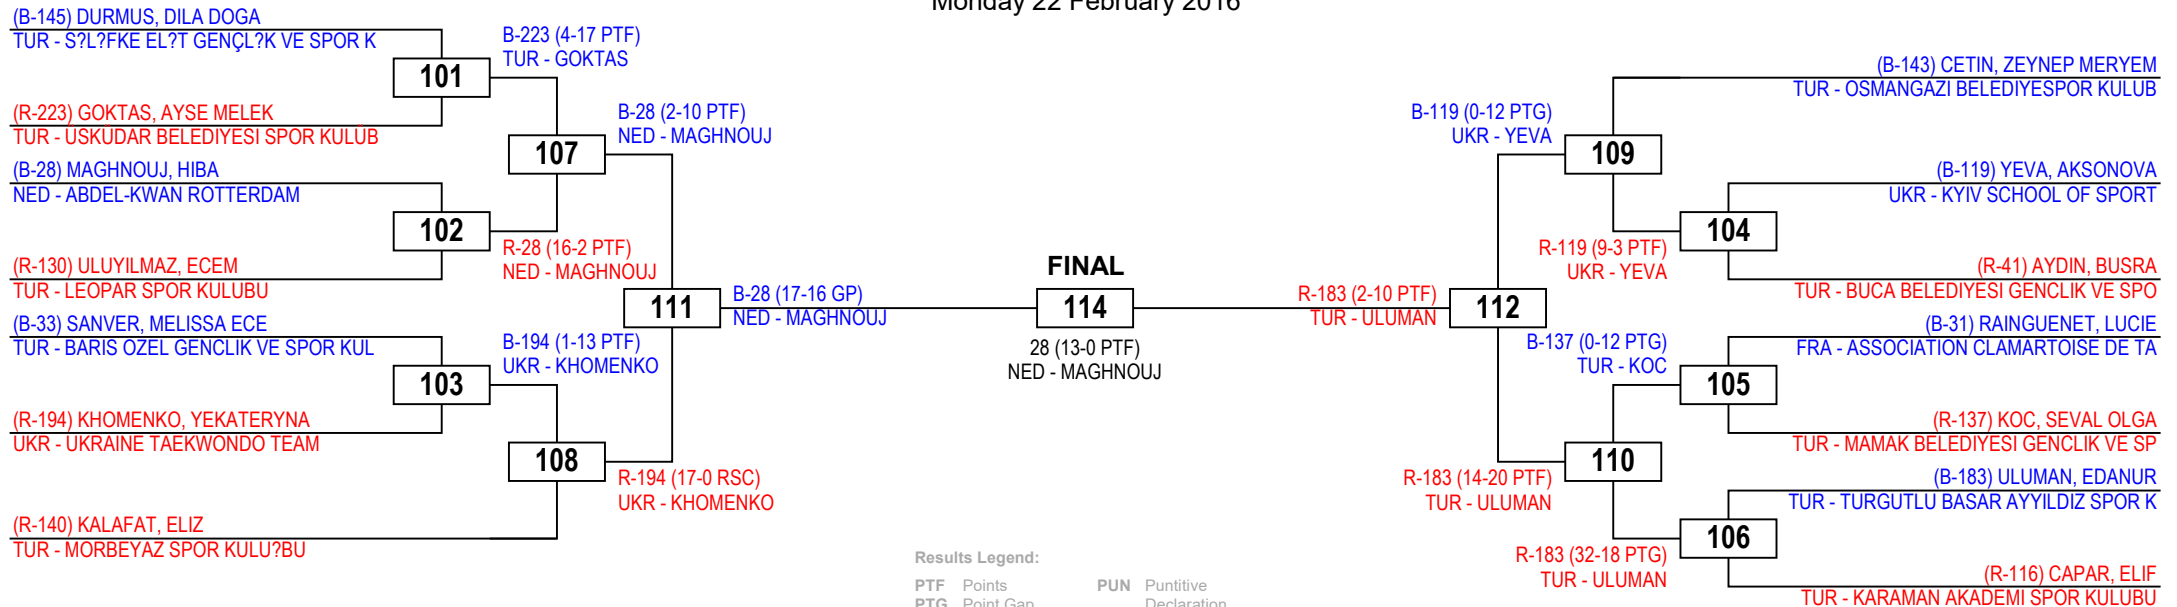 Monday 22 February 2016
(B-145) DURMUS, DILA DOGA
TUR - S?L?FKE EL?T GENÇL?K VE SPOR K
101
(R-223) GOKTAS, AYSE MELEK
TUR - ÜSKÜDAR BELEDİYESİ SPOR KULÜB
B-223 (4-17 PTF)
TUR - GOKTAS
(B-28) MAGHNOUJ, HIBA
NED - ABDEL-KWAN ROTTERDAM
102
(R-130) ULUYILMAZ, ECEM
TUR - LEOPAR SPOR KULUBU
R-28 (16-2 PTF)
NED - MAGHNOUJ
107
B-28 (2-10 PTF)
NED - MAGHNOUJ
(B-33) SANVER, MELISSA ECE
TUR - BARIS OZEL GENCLIK VE SPOR KUL
103
(R-194) KHOMENKO, YEKATERYNA
UKR - UKRAINE TAEKWONDO TEAM
B-194 (1-13 PTF)
UKR - KHOMENKO
108
(R-140) KALAFAT, ELIZ
TUR - MORBEYAZ SPOR KULU?BU
R-194 (17-0 RSC)
UKR - KHOMENKO
111
B-28 (17-16 GP)
NED - MAGHNOUJ
FINAL
114
28 (13-0 PTF)
NED - MAGHNOUJ
R-183 (2-10 PTF)
TUR - ULUMAN
112
B-119 (0-12 PTG)
UKR - YEVA
109
(B-143) CETIN, ZEYNEP MERYEM
TUR - OSMANGAZI BELEDIYESPOR KULUB
R-119 (9-3 PTF)
UKR - YEVA
(B-119) YEVA, AKSONOVA
UKR - KYIV SCHOOL OF SPORT
104
(R-41) AYDIN, BUSRA
TUR - BUCA BELEDIYESI GENCLIK VE SPO
(B-31) RAINGUENET, LUCIE
FRA - ASSOCIATION CLAMARTOISE DE TA
B-137 (0-12 PTG)
TUR - KOC
105
(R-137) KOC, SEVAL OLGA
TUR - MAMAK BELEDIYESI GENCLIK VE SP
110
R-183 (14-20 PTF)
TUR - ULUMAN
(B-183) ULUMAN, EDANUR
TUR - TURGUTLU BASAR AYYILDIZ SPOR K
106
R-183 (32-18 PTG)
TUR - ULUMAN
(R-116) CAPAR, ELIF
TUR - KARAMAN AKADEMI SPOR KULUBU
Results Legend:
PTF Points PUN Puntitive
PTG Point Gap Declaration